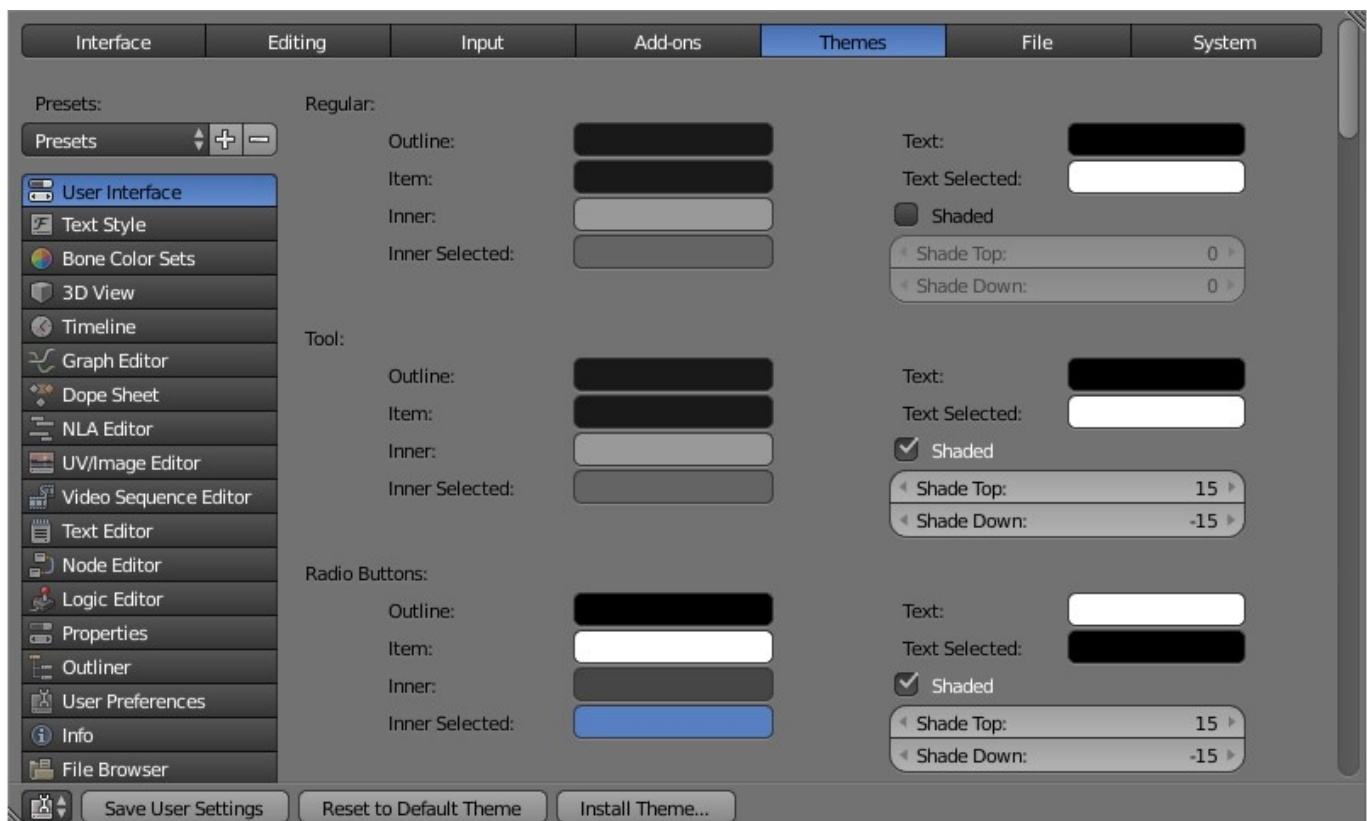 Interface Editing Input Add-ons Themes File System
Presets:
Presets
User Interface
Text Style
Bone Color Sets
3D View
Timeline
Graph Editor
Dope Sheet
NLA Editor
UV/Image Editor
Video Sequence Editor
Text Editor
Node Editor
Logic Editor
Properties
Outliner
User Preferences
Info
File Browser
Regular:
Outline:
Item:
Inner:
Inner Selected:
Text:
Text Selected:
Shaded
Shade Top: 0
Shade Down: 0
Tool:
Outline:
Item:
Inner:
Inner Selected:
Text:
Text Selected:
Shaded
Shade Top: 15
Shade Down: -15
Radio Buttons:
Outline:
Item:
Inner:
Inner Selected:
Text:
Text Selected:
Shaded
Shade Top: 15
Shade Down: -15
Save User Settings Reset to Default Theme Install Theme...